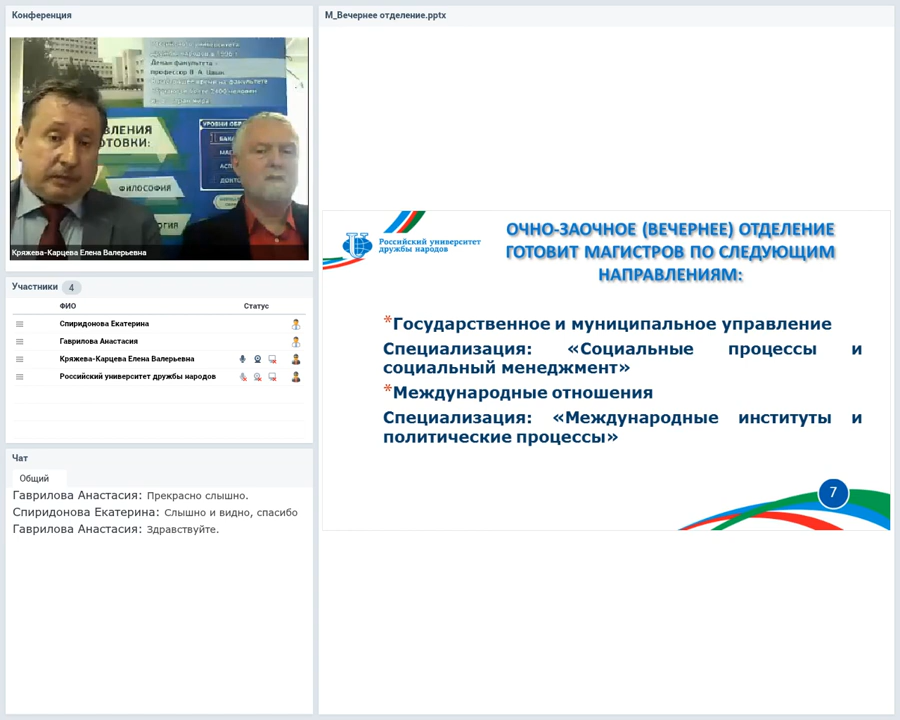 Конференция
М_Вечернее отделение.pptx
профессор В. А. Цвык
ФИЛОСОФИЯ
Кряжева-Карцева Елена Валерьевна
Участники 4
ФИО Статус
Спиридонова Екатерина
Гаврилова Анастасия
Кряжева-Карцева Елена Валерьевна
Российский университет дружбы народов
Чат
Общий
Гаврилова Анастасия: Прекрасно слышно.
Спиридонова Екатерина: Слышно и видно, спасибо
Гаврилова Анастасия: Здравствуйте.
Российский университет
дружбы народов
ОЧНО-ЗАОЧНОЕ (ВЕЧЕРНЕЕ) ОТДЕЛЕНИЕ
ГОТОВИТ МАГИСТРОВ ПО СЛЕДУЮЩИМ
НАПРАВЛЕНИЯМ:
*Государственное и муниципальное управление
Специализация: «Социальные процессы и
социальный менеджмент»
*Международные отношения
Специализация: «Международные институты и
политические процессы»
7